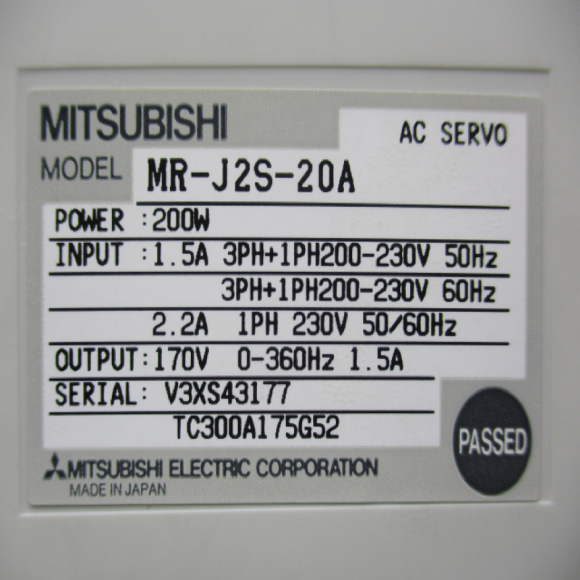 MITSUBISHI
AC SERVO
MODEL MR-J2S-20A
POWER :200W
INPUT :1.5A 3PH+1PH200-230V 50Hz
3PH+1PH200-230V 60Hz
2.2A 1PH 230V 50/60Hz
OUTPUT:170V 0-360Hz 1.5A
SERIAL: V3XS43177
TC300A175G52
PASSED
MITSUBISHI ELECTRIC CORPORATION
MADE IN JAPAN